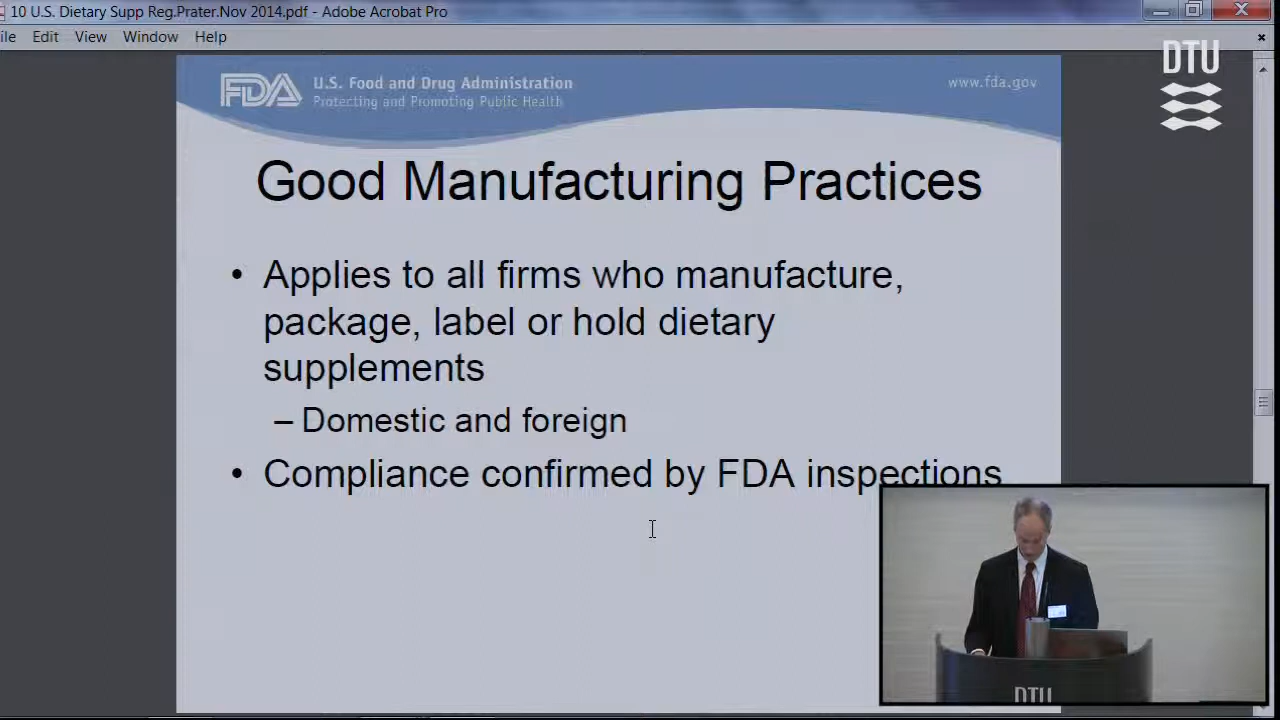 10 U.S. Dietary Supp Reg.Prater.Nov 2014.pdf - Adobe Acrobat Pro
ile Edit View Window Help
DTU
FDA U.S. Food and Drug Administration
Protecting and Promoting Public Health
www.fda.gov
Good Manufacturing Practices
• Applies to all firms who manufacture,
package, label or hold dietary
supplements
– Domestic and foreign
• Compliance confirmed by FDA inspections
DTU